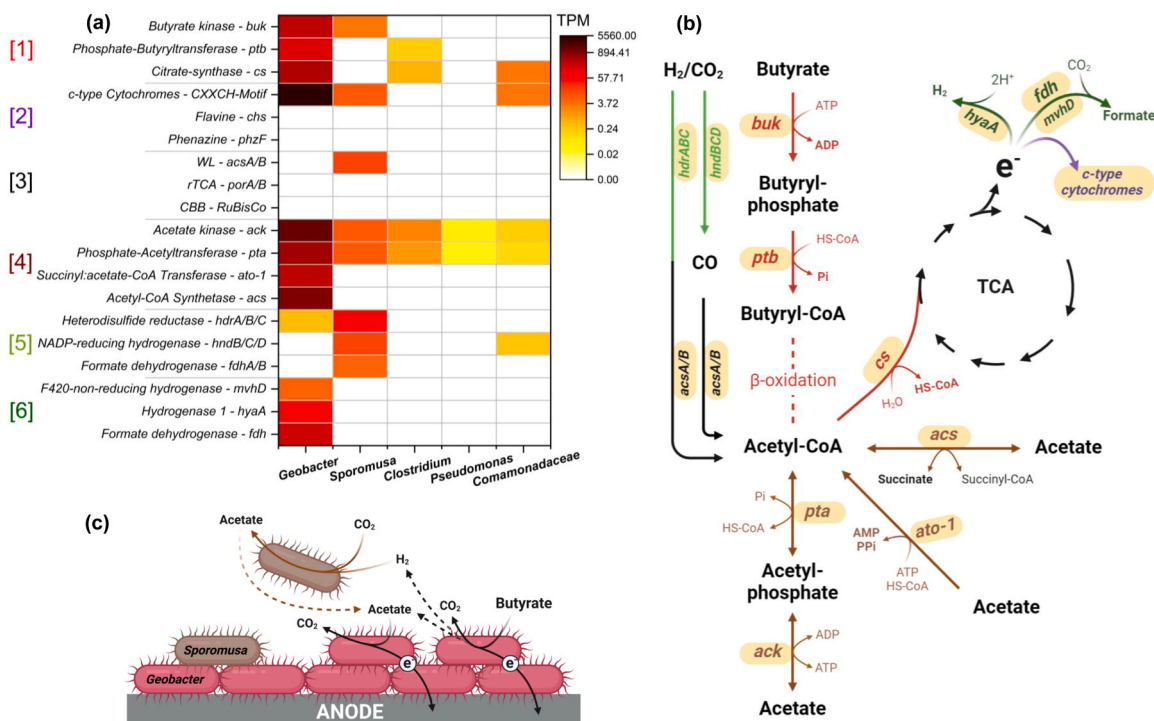 (a)
TPM
[1]
[2]
[3]
[4]
[5]
[6]
Butyrate kinase - buk
Phosphate-Butyryltransferase - ptb
Citrate-synthase - cs
c-type Cytochromes - CXXCH-Motif
Flavine - chs
Phenazine - phzF
WL - acsA/B
rTCA - porA/B
CBB - RuBisCo
Acetate kinase - ack
Phosphate-Acetyltransferase - pta
Succinyl:acetate-CoA Transferase - ato-1
Acetyl-CoA Synthetase - acs
Heterodisulfide reductase - hdrA/B/C
NADP-reducing hydrogenase - hndB/C/D
Formate dehydrogenase - fdhA/B
F420-non-reducing hydrogenase - mvhD
Hydrogenase 1 - hyaA
Formate dehydrogenase - fdh
Geobacter
Sporomusa
Clostridium
Pseudomonas
Comamonadaceae
5560.00
894.41
57.71
3.72
0.24
0.02
0.00
(b)
H₂/CO₂
hdrABC
hndBCD
CO
acsA/B
acsA/B
Butyrate
buk
ATP
ADP
Butyryl-
phosphate
ptb
HS-CoA
Pi
Butyryl-CoA
β-oxidation
Acetyl-CoA
cs
H₂O
HS-CoA
TCA
e⁻
H₂
2H⁺
hyaA
fdh
mvhD
CO₂
Formate
c-type
cytochromes
acs
Acetate
Succinate
Succinyl-CoA
ato-1
AMP
PPi
ATP
HS-CoA
Acetate
Pi
HS-CoA
pta
Acetyl-
phosphate
ack
ADP
ATP
Acetate
(c)
Acetate
CO₂
H₂
Acetate
CO₂
CO₂
Butyrate
Sporomusa
Geobacter
e⁻
e⁻
ANODE